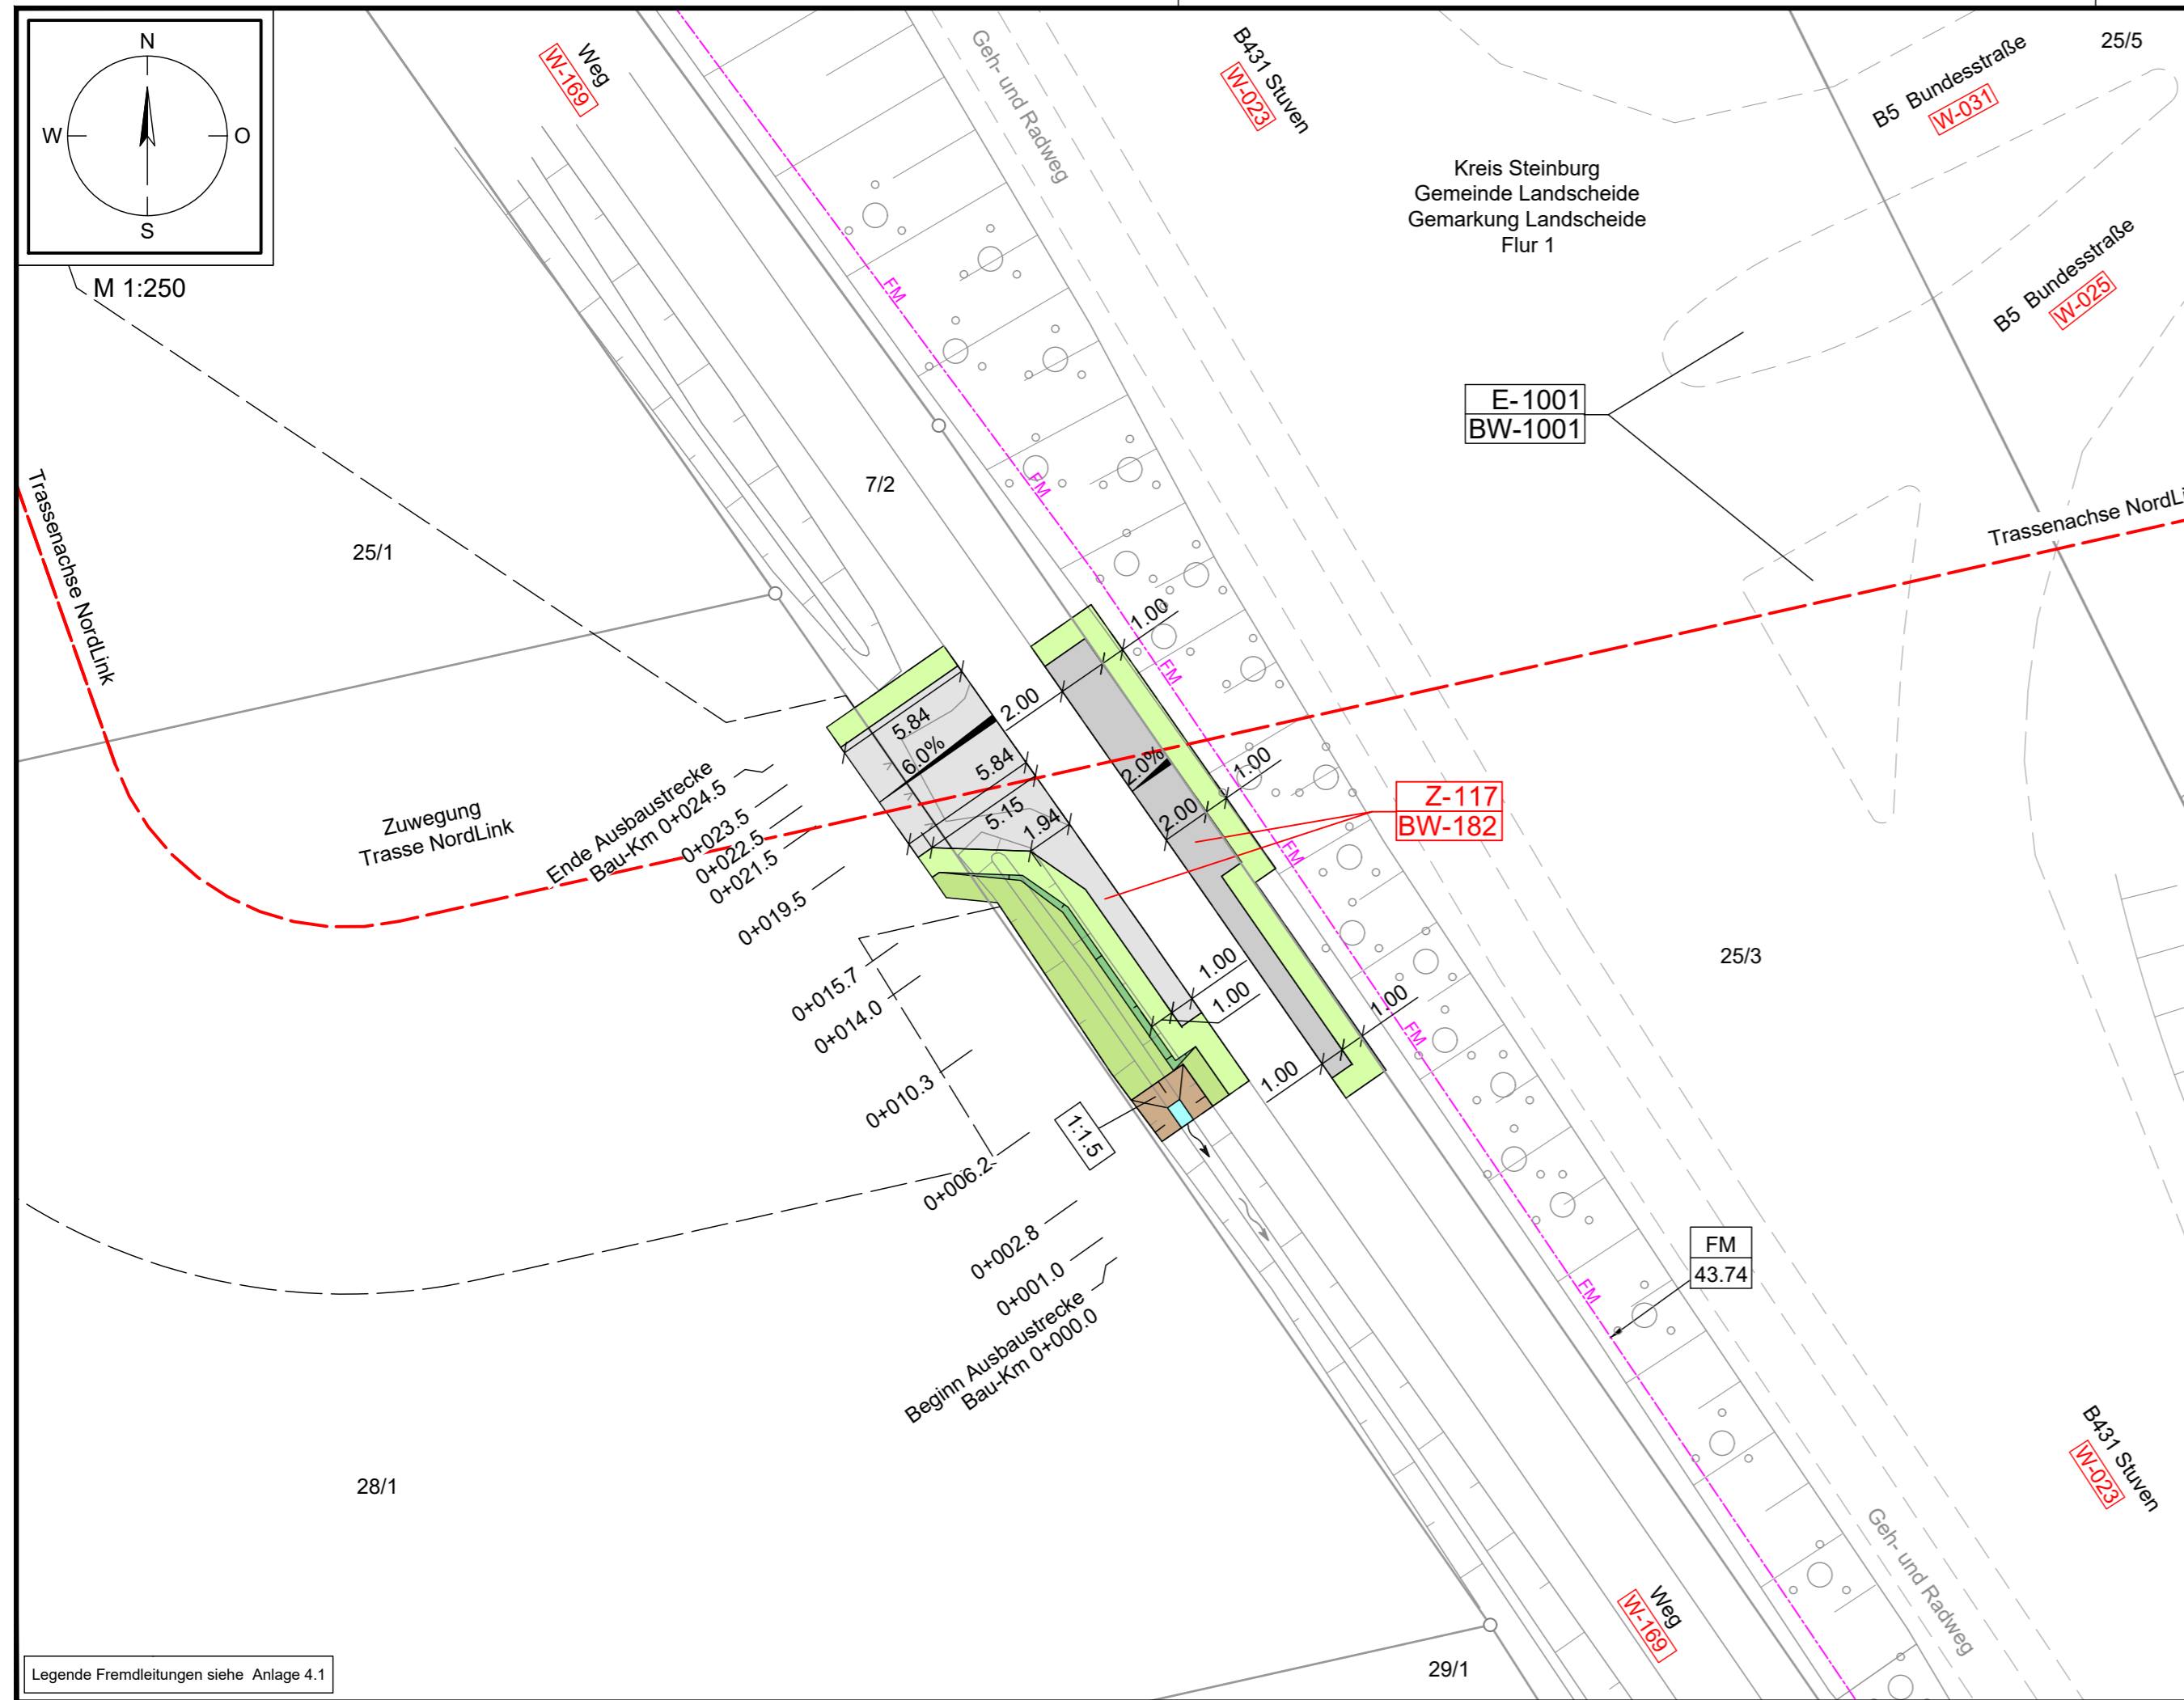 N
W
O
S
M 1:250
Weg
W-169
Geh- und Radweg
B431 Stuven
W-023
B5 Bundesstraße
W-031
25/5
Kreis Steinburg
Gemeinde Landscheide
Gemarkung Landscheide
Flur 1
B5 Bundesstraße
W-025
FM
E-1001
BW-1001
7/2
FM
Trassenachse NordLink
25/1
Trassenachse NordLi
1.00
FM
2.00
5.84
6.0%
5.84
2.0%
1.00
5.15
1.94
2.00
Z-117
BW-182
FM
Zuwegung
Trasse NordLink
Ende Ausbaustrecke
Bau-Km 0+024.5
0+023.5
0+022.5
0+021.5
0+019.5
25/3
0+015.7
0+014.0
1.00
1.00
1.00
FM
0+010.3
1.00
1:1.5
0+006.2
0+002.8
0+001.0
Beginn Ausbaustrecke
Bau-Km 0+000.0
FM
43.74
FM
28/1
B431 Stuven
W-023
Geh- und Radweg
Weg
W-169
29/1
Legende Fremdleitungen siehe Anlage 4.1